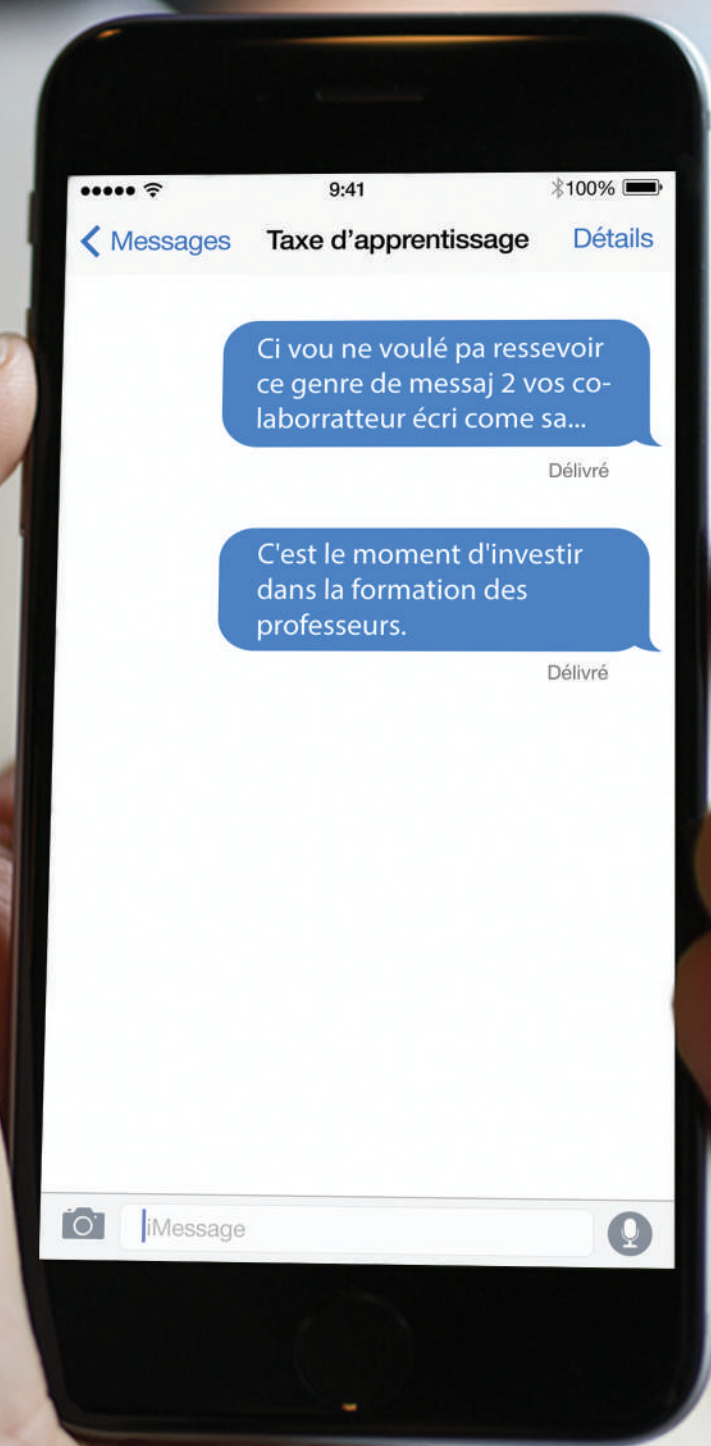 9:41
100%
Messages Taxe d'apprentissage Détails
Ci vou ne voulé pa ressevoir
ce genre de messaj 2 vos co-
laborratteur écri come sa...
Délivré
C'est le moment d'investir
dans la formation des
professeurs.
Délivré
iMessage